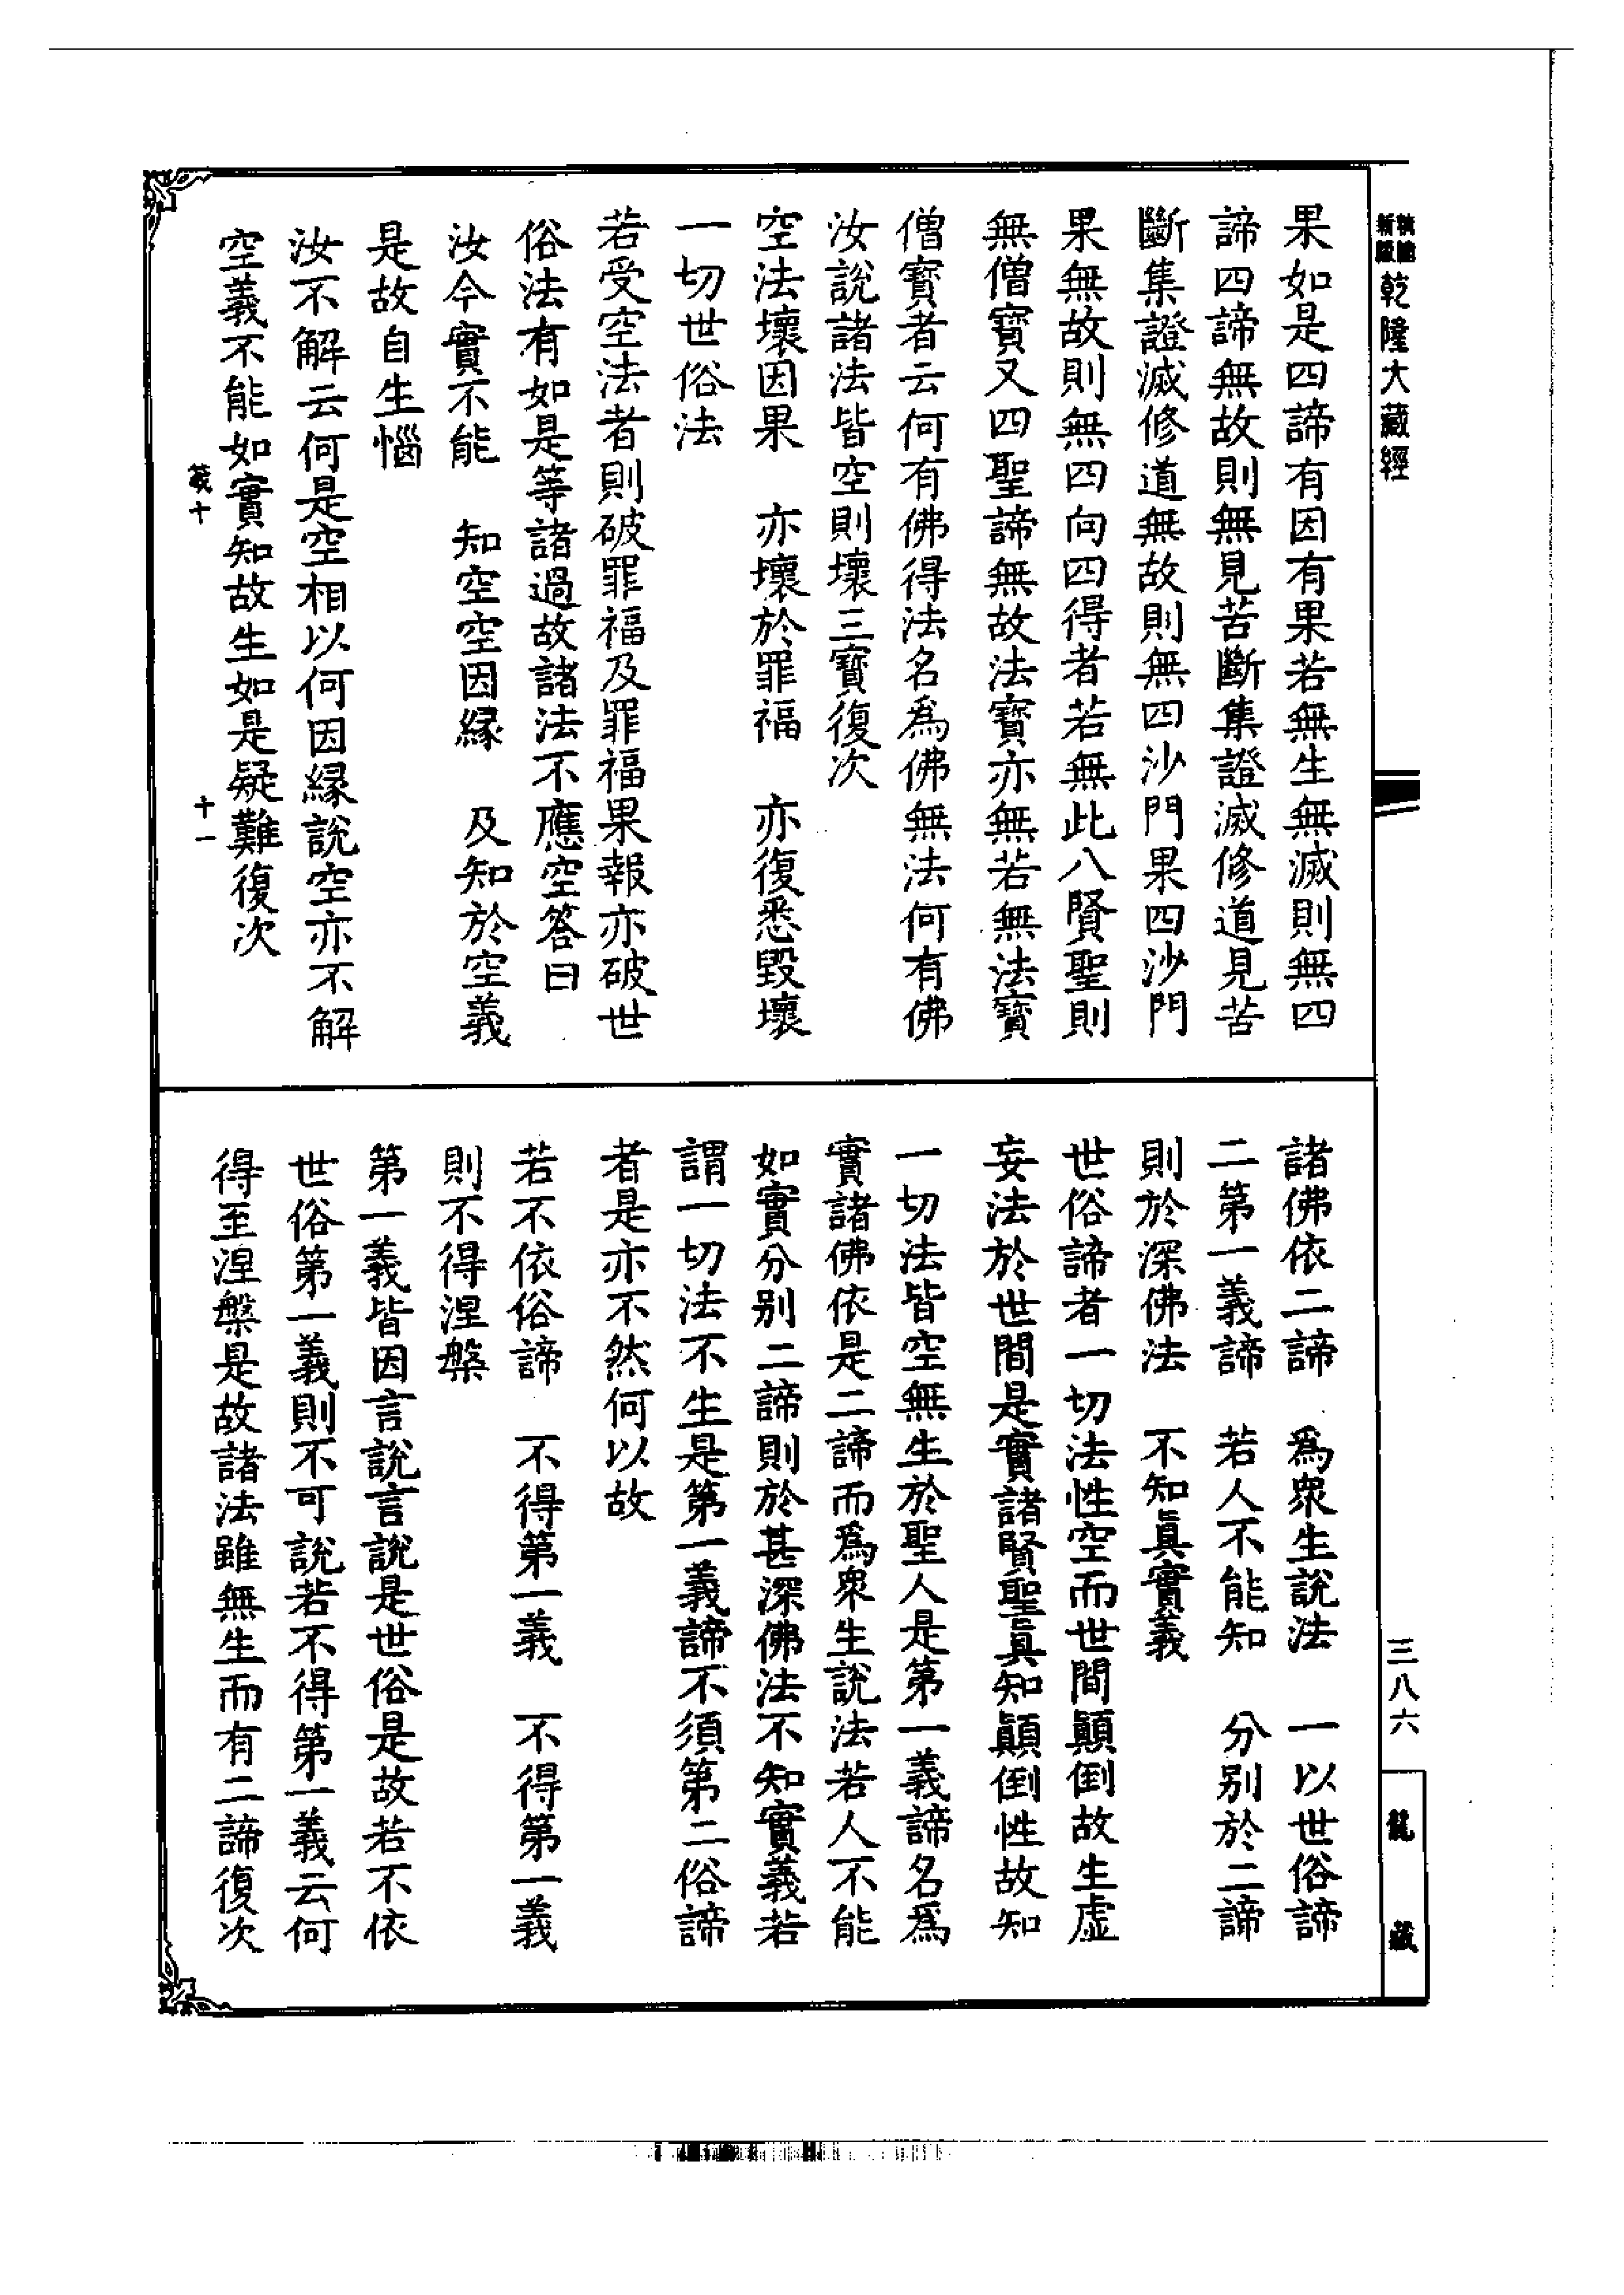 乾隆大藏經
果如是四諦有因有果若無生無滅則無四
諦四諦無故則無見苦斷集證滅修道見苦
斷集證滅修道無故則無四沙門果四沙門
果無故則無四向四得者若無此八賢聖則
無僧寶又四聖諦無故法寶亦無若無法寶
僧寶者云何有佛得法名為佛無法何有佛
汝說諸法皆空則壞三寶復次
空法壞因果　亦壞於罪福　亦復悉毀壞
一切世俗法
若受空法者則破罪福及罪福果報亦破世
俗法有如是等諸過故諸法不應空答曰
汝今實不能　知空空因緣　及知於空義
是故自生惱
汝不解云何是空相以何因緣說空亦不解
空義不能如實知故生如是疑難復次
十一
諸佛依二諦　為眾生說法　一以世俗諦
二第一義諦　若人不能知　分別於二諦
則於深佛法　不知眞實義
世俗諦者一切法性空而世間顚倒故生虛
妄法於世間是實諸賢聖眞知顚倒性故知
一切法皆空無生於聖人是第一義諦名為
實諸佛依是二諦而為眾生說法若人不能
如實分別二諦則於甚深佛法不知實義若
謂一切法不生是第一義諦不須第二俗諦
者是亦不然何以故
若不依俗諦　不得第一義　不得第一義
則不得涅槃
第一義皆因言說言說是世俗是故若不依
世俗第一義則不可說若不得第一義云何
得至涅槃是故諸法雖無生而有二諦復次
三八六
龍藏